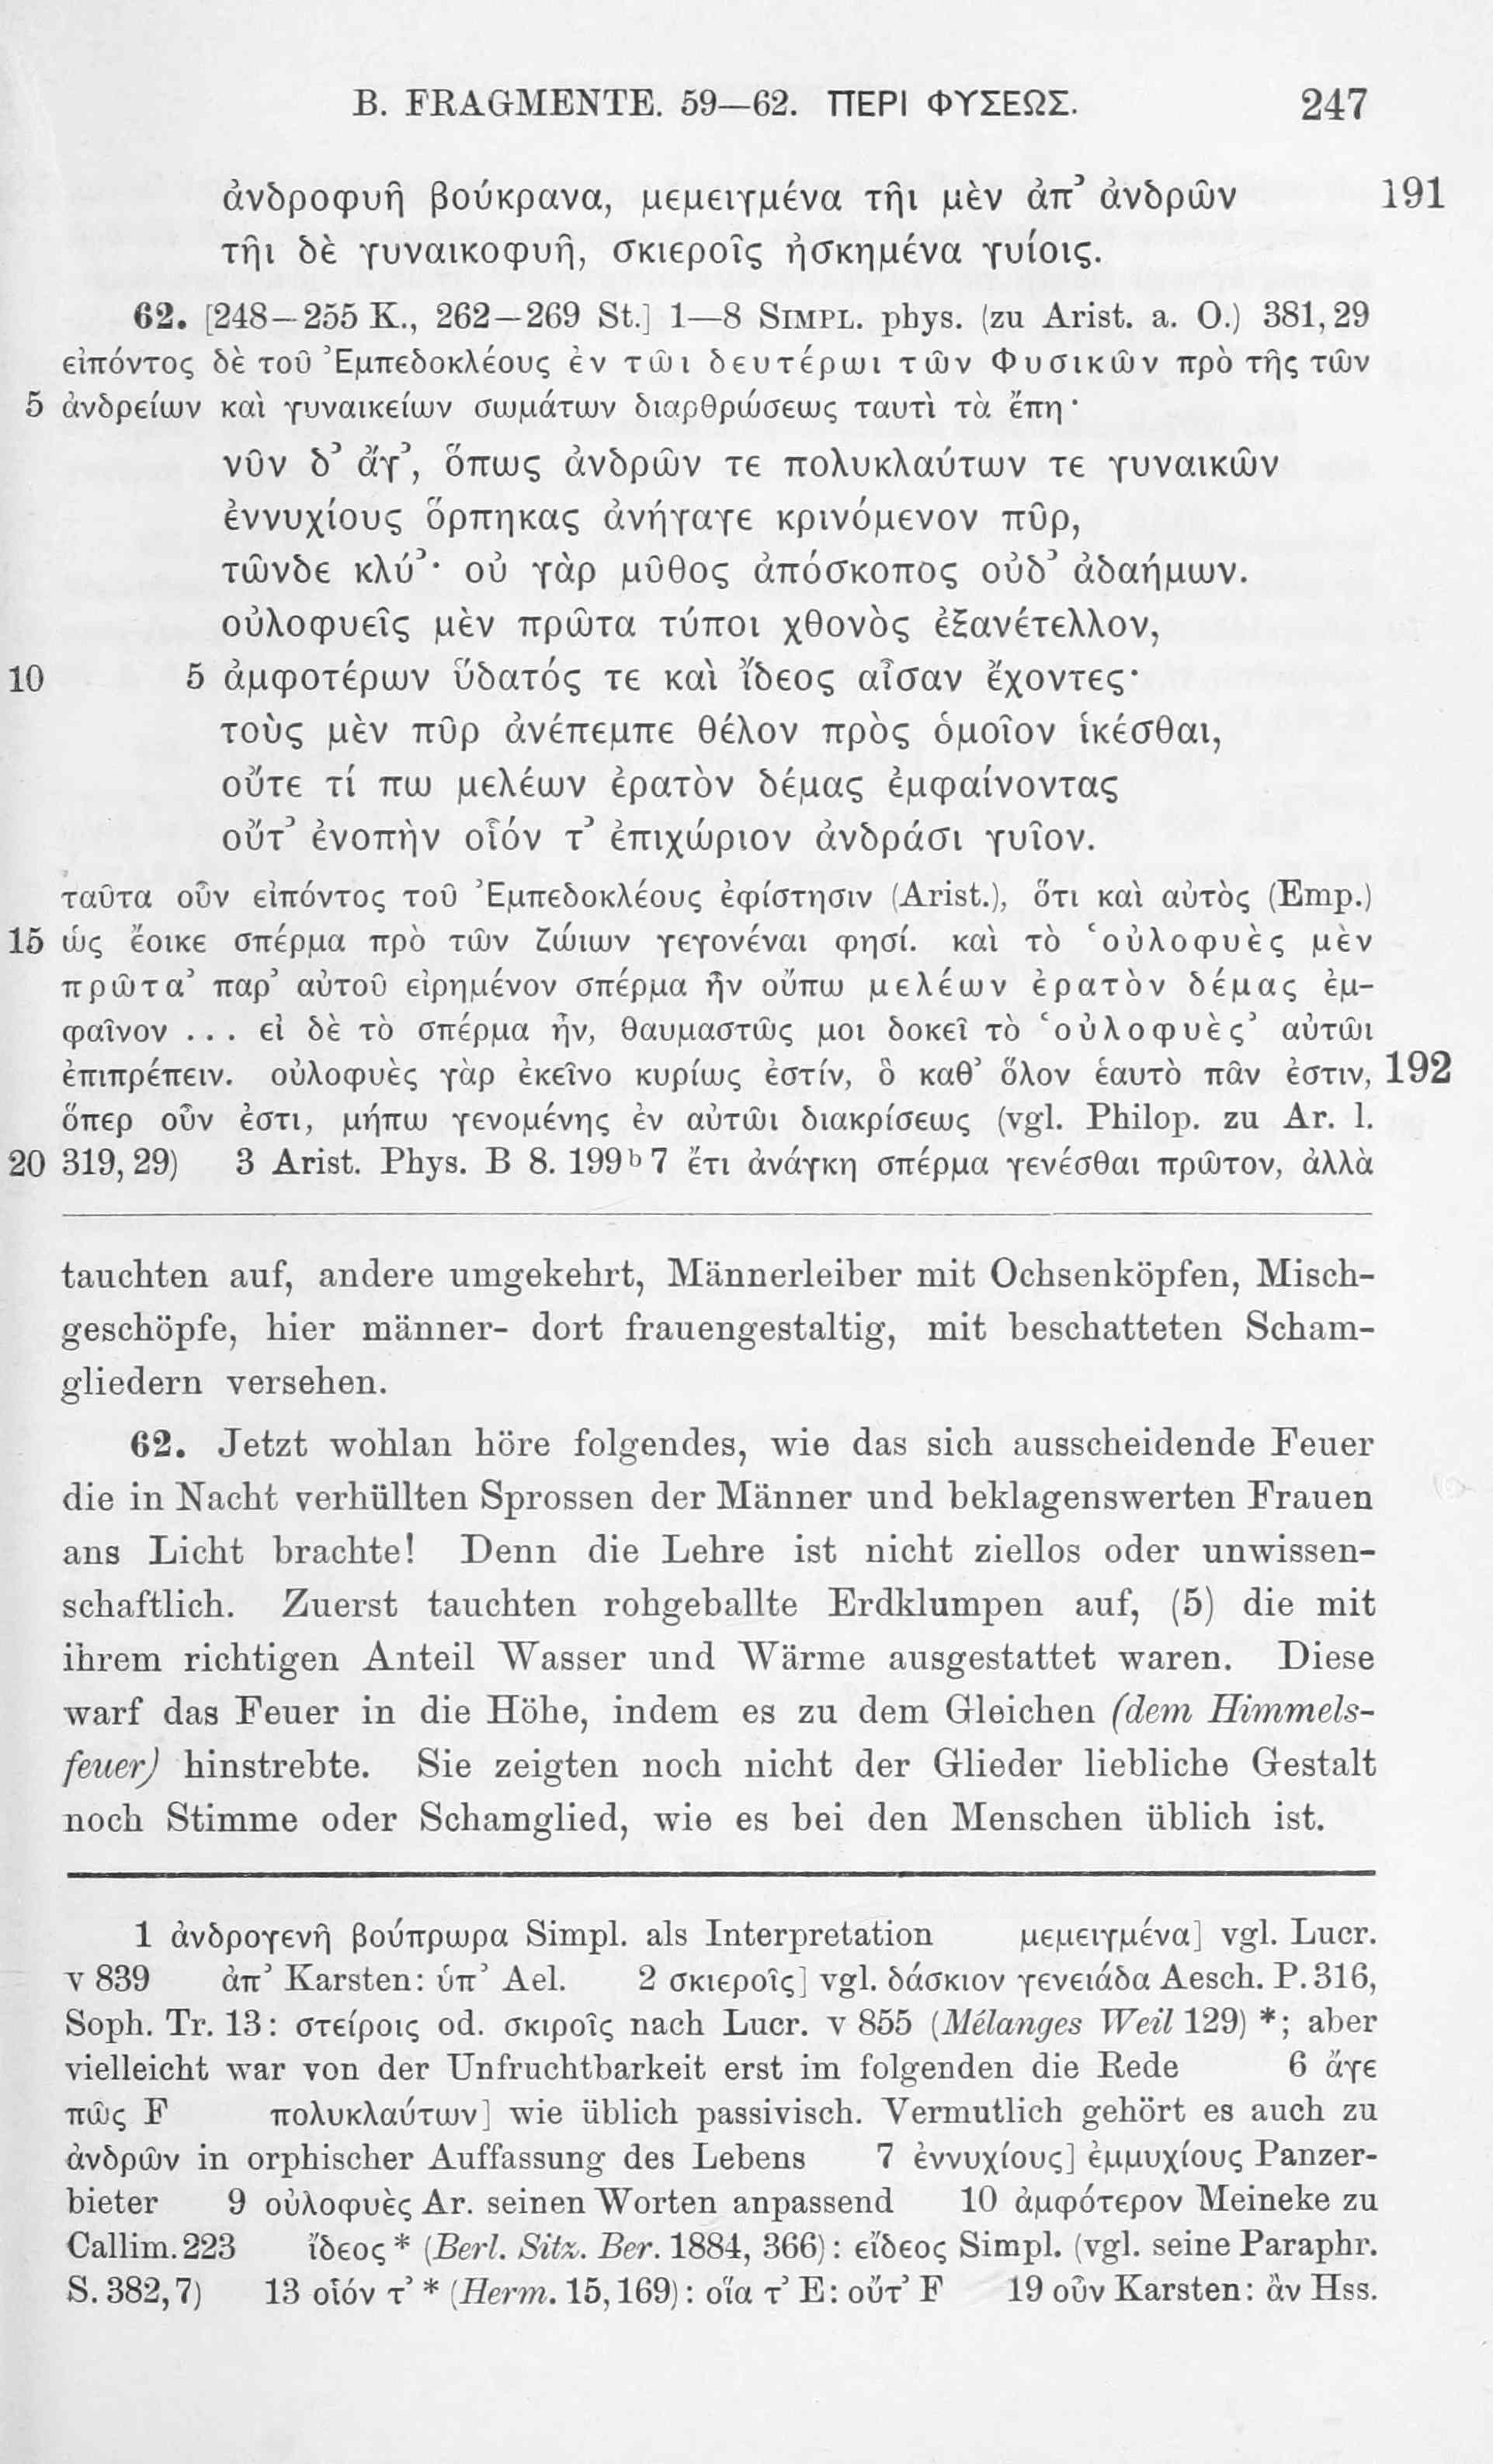 B. FRAGMENTE. 59—62. ΠΕΡΙ ΦΥΣΕΩΣ. 247
ἀνδροφυῆ βούκρανα, μεμειγμένα τῆι μὲν ἀπ' ἀνδρῶν 191
τῆι δὲ γυναικοφυῆ, σκιεροῖς ἠσκημένα γυίοις.
62. [248—255 K., 262—269 St.] 1—8 SIMPL. phys. (zu Arist. a. O.) 381,29
εἰπόντος δὲ τοῦ Ἐμπεδοκλέους ἐν τῶι δευτέρωι τῶν Φυσικῶν πρὸ τῆς τῶν
5 ἀνδρείων καὶ γυναικείων σωμάτων διαρθρώσεως ταυτὶ τὰ ἔπη·
νῦν δ' ἄγ', ὅπως ἀνδρῶν τε πολυκλαύτων τε γυναικῶν
ἐννυχίους ὅρπηκας ἀνήγαγε κρινόμενον πῦρ,
τῶνδε κλύ'· οὐ γὰρ μῦθος ἀπόσκοπος οὐδ' ἀδαήμων.
οὐλοφυεῖς μὲν πρῶτα τύποι χθονὸς ἐξανέτελλον,
10 5 ἀμφοτέρων ὕδατός τε καὶ ἴδεος αἶσαν ἔχοντες·
τοὺς μὲν πῦρ ἀνέπεμπε θέλον πρὸς ὁμοῖον ἱκέσθαι,
οὔτε τί πω μελέων ἐρατὸν δέμας ἐμφαίνοντας
οὔτ' ἐνοπὴν οἷόν τ' ἐπιχώριον ἀνδράσι γυῖον.
ταῦτα οὖν εἰπόντος τοῦ Ἐμπεδοκλέους ἐφίστησιν (Arist.), ὅτι καὶ αὐτὸς (Emp.)
15 ὡς ἔοικε σπέρμα πρὸ τῶν ζώιων γεγονέναι φησί. καὶ τὸ 'οὐλοφυὲς μὲν
πρῶτα' παρ' αὐτοῦ εἰρημένον σπέρμα ἦν οὔπω μελέων ἐρατὸν δέμας ἐμ-
φαῖνον ... εἰ δὲ τὸ σπέρμα ἦν, θαυμαστῶς μοι δοκεῖ τὸ 'οὐλοφυὲς' αὐτῶι
ἐπιπρέπειν. οὐλοφυὲς γὰρ ἐκεῖνο κυρίως ἐστίν, ὃ καθ' ὅλον ἑαυτὸ πᾶν ἐστιν, 192
ὅπερ οὖν ἐστι, μήπω γενομένης ἐν αὐτῶι διακρίσεως (vgl. Philop. zu Ar. l.
20 319,29) 3 Arist. Phys. B 8. 199 b 7 ἔτι ἀνάγκη σπέρμα γενέσθαι πρῶτον, ἀλλὰ
tauchten auf, andere umgekehrt, Männerleiber mit Ochsenköpfen, Misch-
geschöpfe, hier männer- dort frauengestaltig, mit beschatteten Scham-
gliedern versehen.
62. Jetzt wohlan höre folgendes, wie das sich ausscheidende Feuer
die in Nacht verhüllten Sprossen der Männer und beklagenswerten Frauen
ans Licht brachte! Denn die Lehre ist nicht ziellos oder unwissen-
schaftlich. Zuerst tauchten rohgeballte Erdklumpen auf, (5) die mit
ihrem richtigen Anteil Wasser und Wärme ausgestattet waren. Diese
warf das Feuer in die Höhe, indem es zu dem Gleichen (dem Himmels-
feuer) hinstrebte. Sie zeigten noch nicht der Glieder liebliche Gestalt
noch Stimme oder Schamglied, wie es bei den Menschen üblich ist.
1 ἀνδρογενῆ βούπρωρα Simpl. als Interpretation μεμειγμένα] vgl. Lucr.
v 839 ἀπ' Karsten: ὑπ' Ael. 2 σκιεροῖς] vgl. δάσκιον γενειάδα Aesch. P. 316,
Soph. Tr. 13: στείροις od. σκιροῖς nach Lucr. v 855 (Mélanges Weil 129) *; aber
vielleicht war von der Unfruchtbarkeit erst im folgenden die Rede 6 ἄγε
πῶς F πολυκλαύτων] wie üblich passivisch. Vermutlich gehört es auch zu
ἀνδρῶν in orphischer Auffassung des Lebens 7 ἐννυχίους] ἐμμυχίους Panzer-
bieter 9 οὐλοφυὲς Ar. seinen Worten anpassend 10 ἀμφότερον Meineke zu
Callim. 223 ἴδεος * (Berl. Sitz. Ber. 1884, 366): εἴδεος Simpl. (vgl. seine Paraphr.
S. 382,7) 13 οἷόν τ' * (Herm. 15,169): οἵα τ' E: οὔτ' F 19 οὖν Karsten: ἂν Hss.